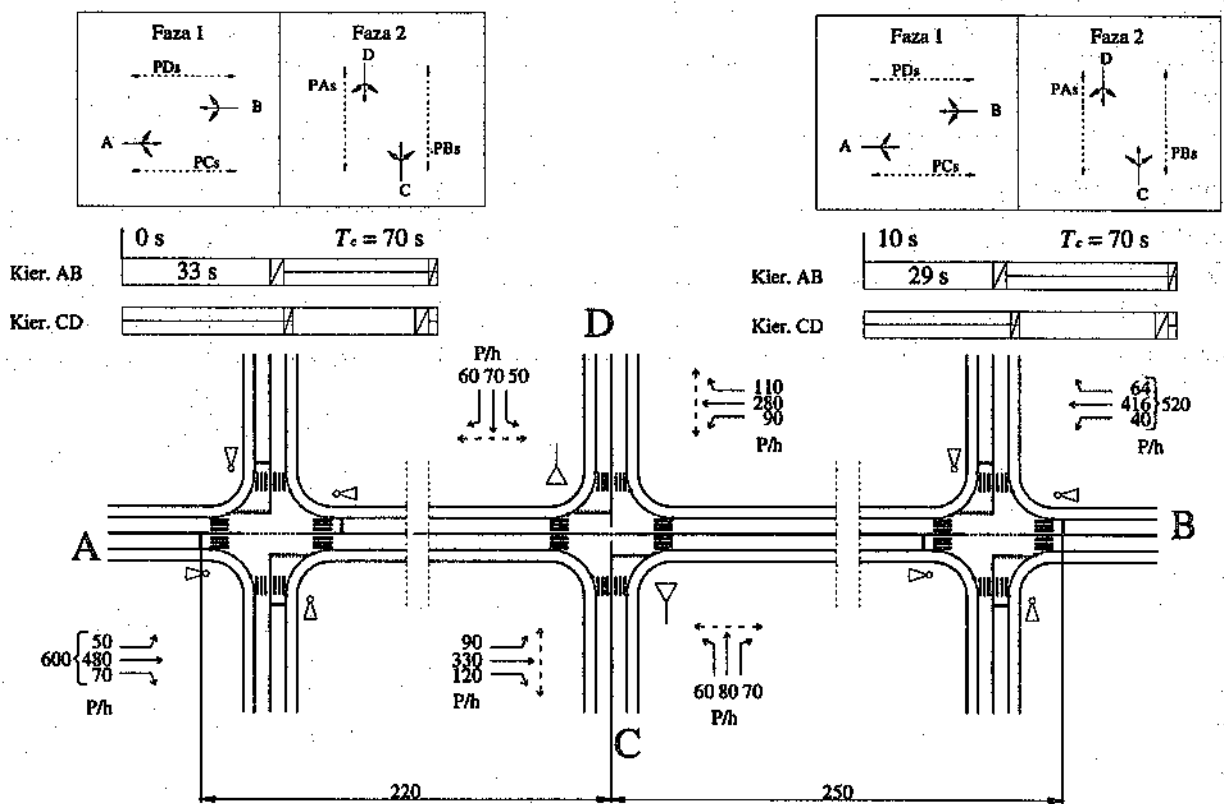 Faza 1
Faza 2
PDs
D
PAs
B
A
PCs
PBs
C
Faza 1
Faza 2
PDs
D
PAs
B
A
PCs
PBs
C
0 s
Tc = 70 s
Kier. AB
33 s
Kier. CD
10 s
Tc = 70 s
Kier. AB
29 s
Kier. CD
D
P/h
60 70 50
110
280
90
P/h
64
416
40
520
P/h
A
B
600
50
480
70
P/h
90
330
120
P/h
60 80 70
P/h
C
220
250